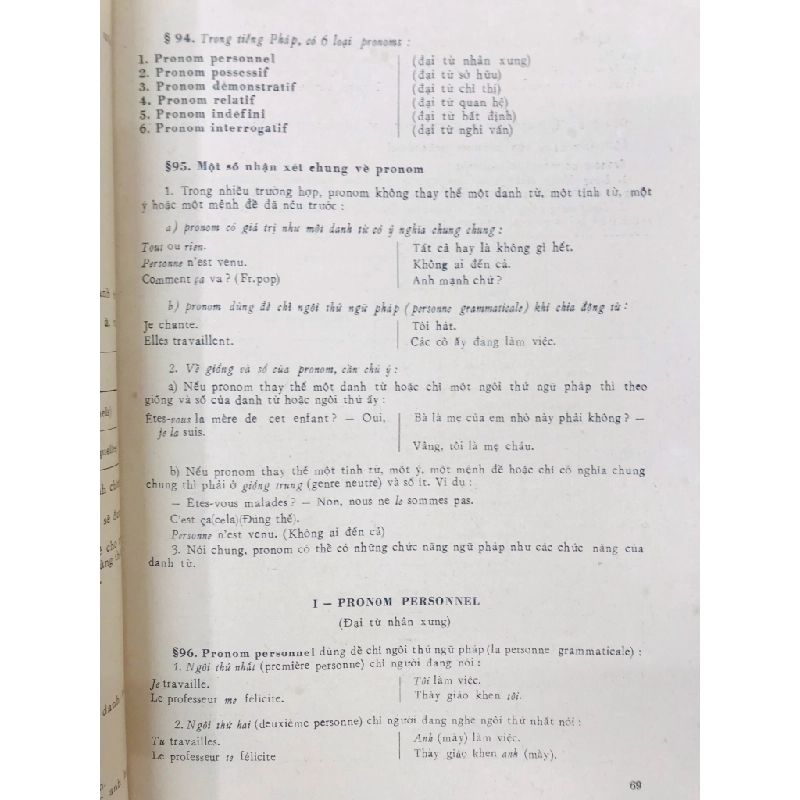 § 94. Trong tiếng Pháp, có 6 loại pronoms :
1. Pronom personnel (đại từ nhân xưng)
2. Pronom possessif (đại từ sở hữu)
3. Pronom démonstratif (đại từ chỉ thị)
4. Pronom relatif (đại từ quan hệ)
5. Pronom indéfini (đại từ bất định)
6. Pronom interrogatif (đại từ nghi vấn)
§95. Một số nhận xét chung về pronom
1. Trong nhiều trường hợp, pronom không thay thế một danh từ, một tính từ, một
ý hoặc một mệnh đề đã nêu trước :
a) pronom có giá trị như một danh từ có ý nghĩa chung chung :
Tout ou rien. Tất cả hay là không gì hết.
Personne n'est venu. Không ai đến cả.
Comment ça va ? (Fr.pop) Anh mạnh chứ ?
b) pronom dùng để chỉ ngôi thứ ngữ pháp (personne grammaticale) khi chia động từ :
Je chante. Tôi hát.
Elles travaillent. Các cô ấy đang làm việc.
2. Về giống và số của pronom, cần chú ý :
a) Nếu pronom thay thế một danh từ hoặc chỉ một ngôi thứ ngữ pháp thì theo
giống và số của danh từ hoặc ngôi thứ ấy :
Êtes-vous la mère de cet enfant ? — Oui, Bà là mẹ của em nhỏ này phải không ? —
je la suis. Vâng, tôi là mẹ cháu.
b) Nếu pronom thay thế một tính từ, một ý, một mệnh đề hoặc chỉ có nghĩa chung
chung thì phải ở giống trung (genre neutre) và số ít. Ví dụ :
— Êtes-vous malades ? — Non, nous ne le sommes pas.
C'est ça(cela)(Đúng thế).
Personne n'est venu. (Không ai đến cả)
3. Nói chung, pronom có thể có những chức năng ngữ pháp như các chức năng của
danh từ.
I — PRONOM PERSONNEL
(Đại từ nhân xưng)
§96. Pronom personnel dùng để chỉ ngôi thứ ngữ pháp (la personne grammaticale) :
1. Ngôi thứ nhất (première personne) chỉ người đang nói :
Je travaille. Tôi làm việc.
Le professeur me félicite. Thày giáo khen tôi.
2. Ngôi thứ hai (deuxième personne) chỉ người đang nghe ngôi thứ nhất nói :
Tu travailles. Anh (mày) làm việc.
Le professeur te félicite Thày giáo khen anh (mày).
69